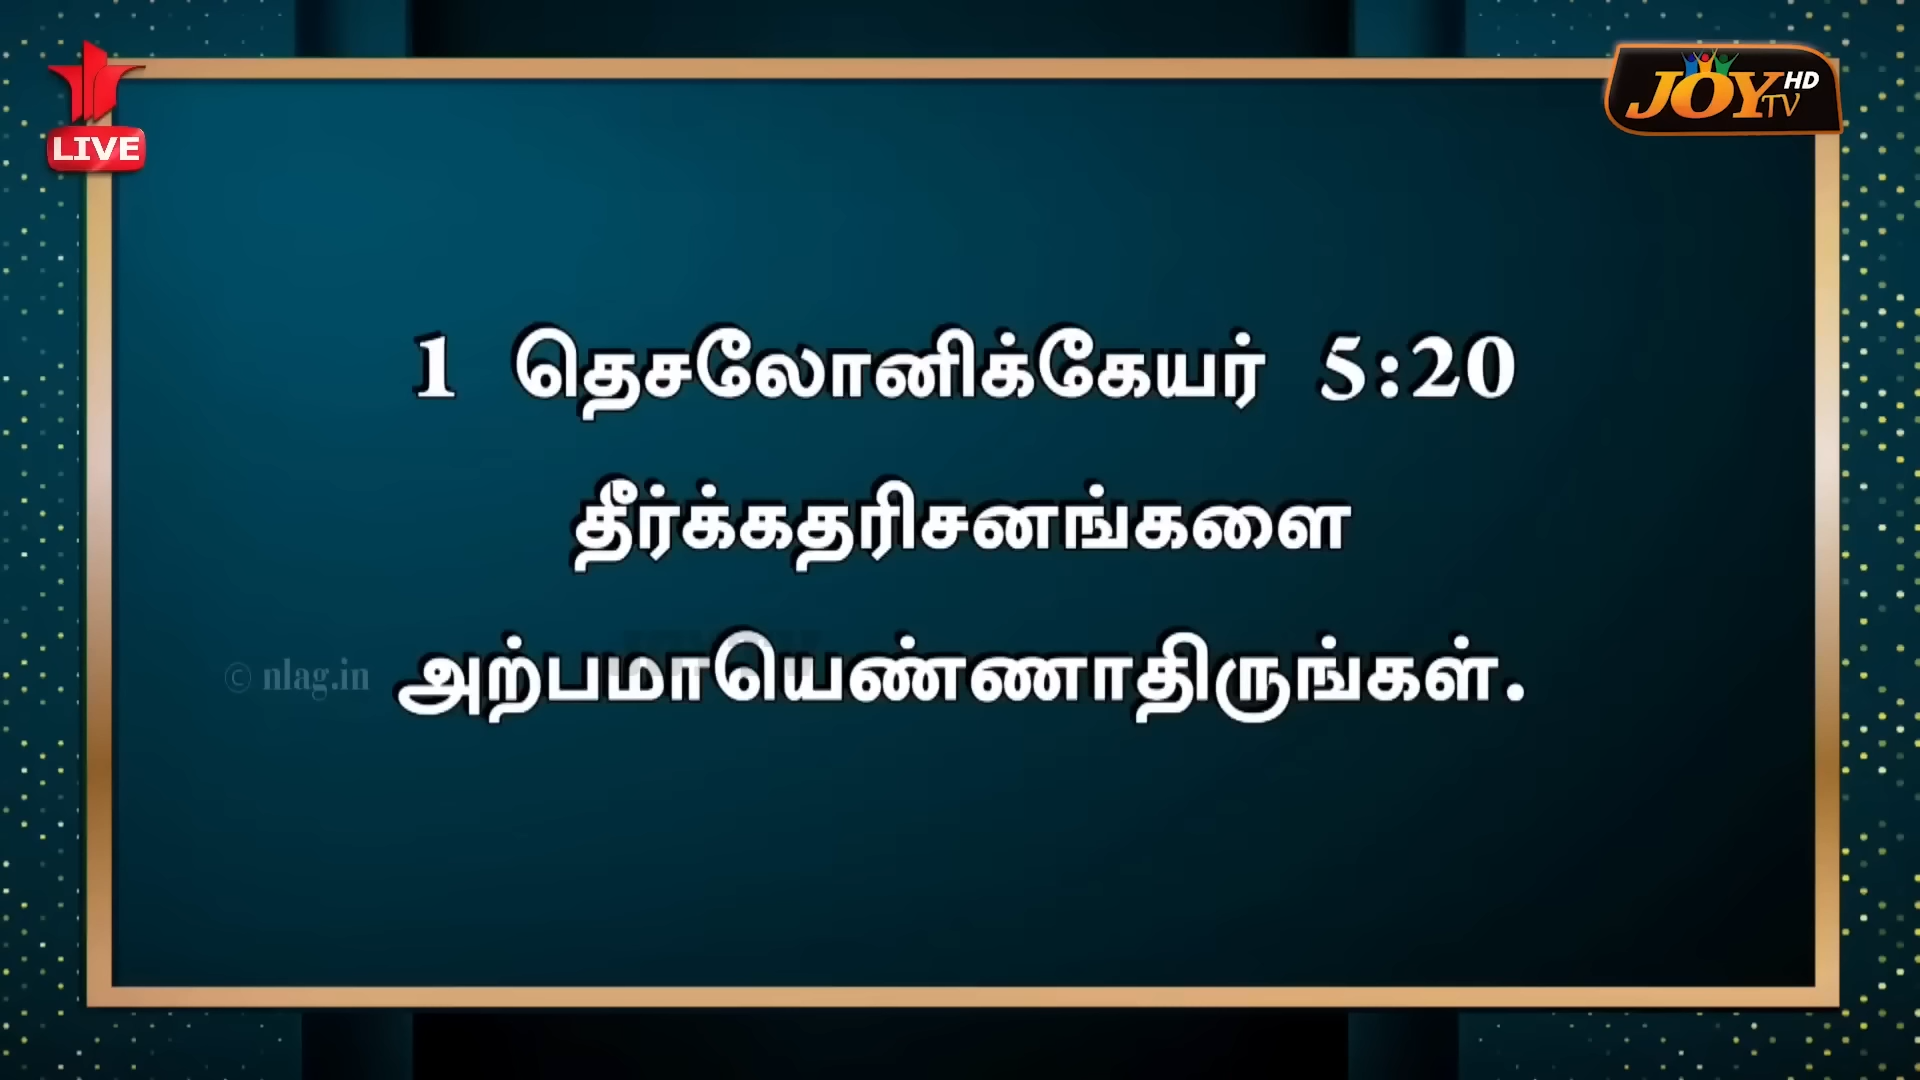 LIVE
JOY TV HD
1 தெசலோனிக்கேயர் 5:20
தீர்க்கதரிசனங்களை
அற்பமாயெண்ணாதிருங்கள்.
© nlag.in